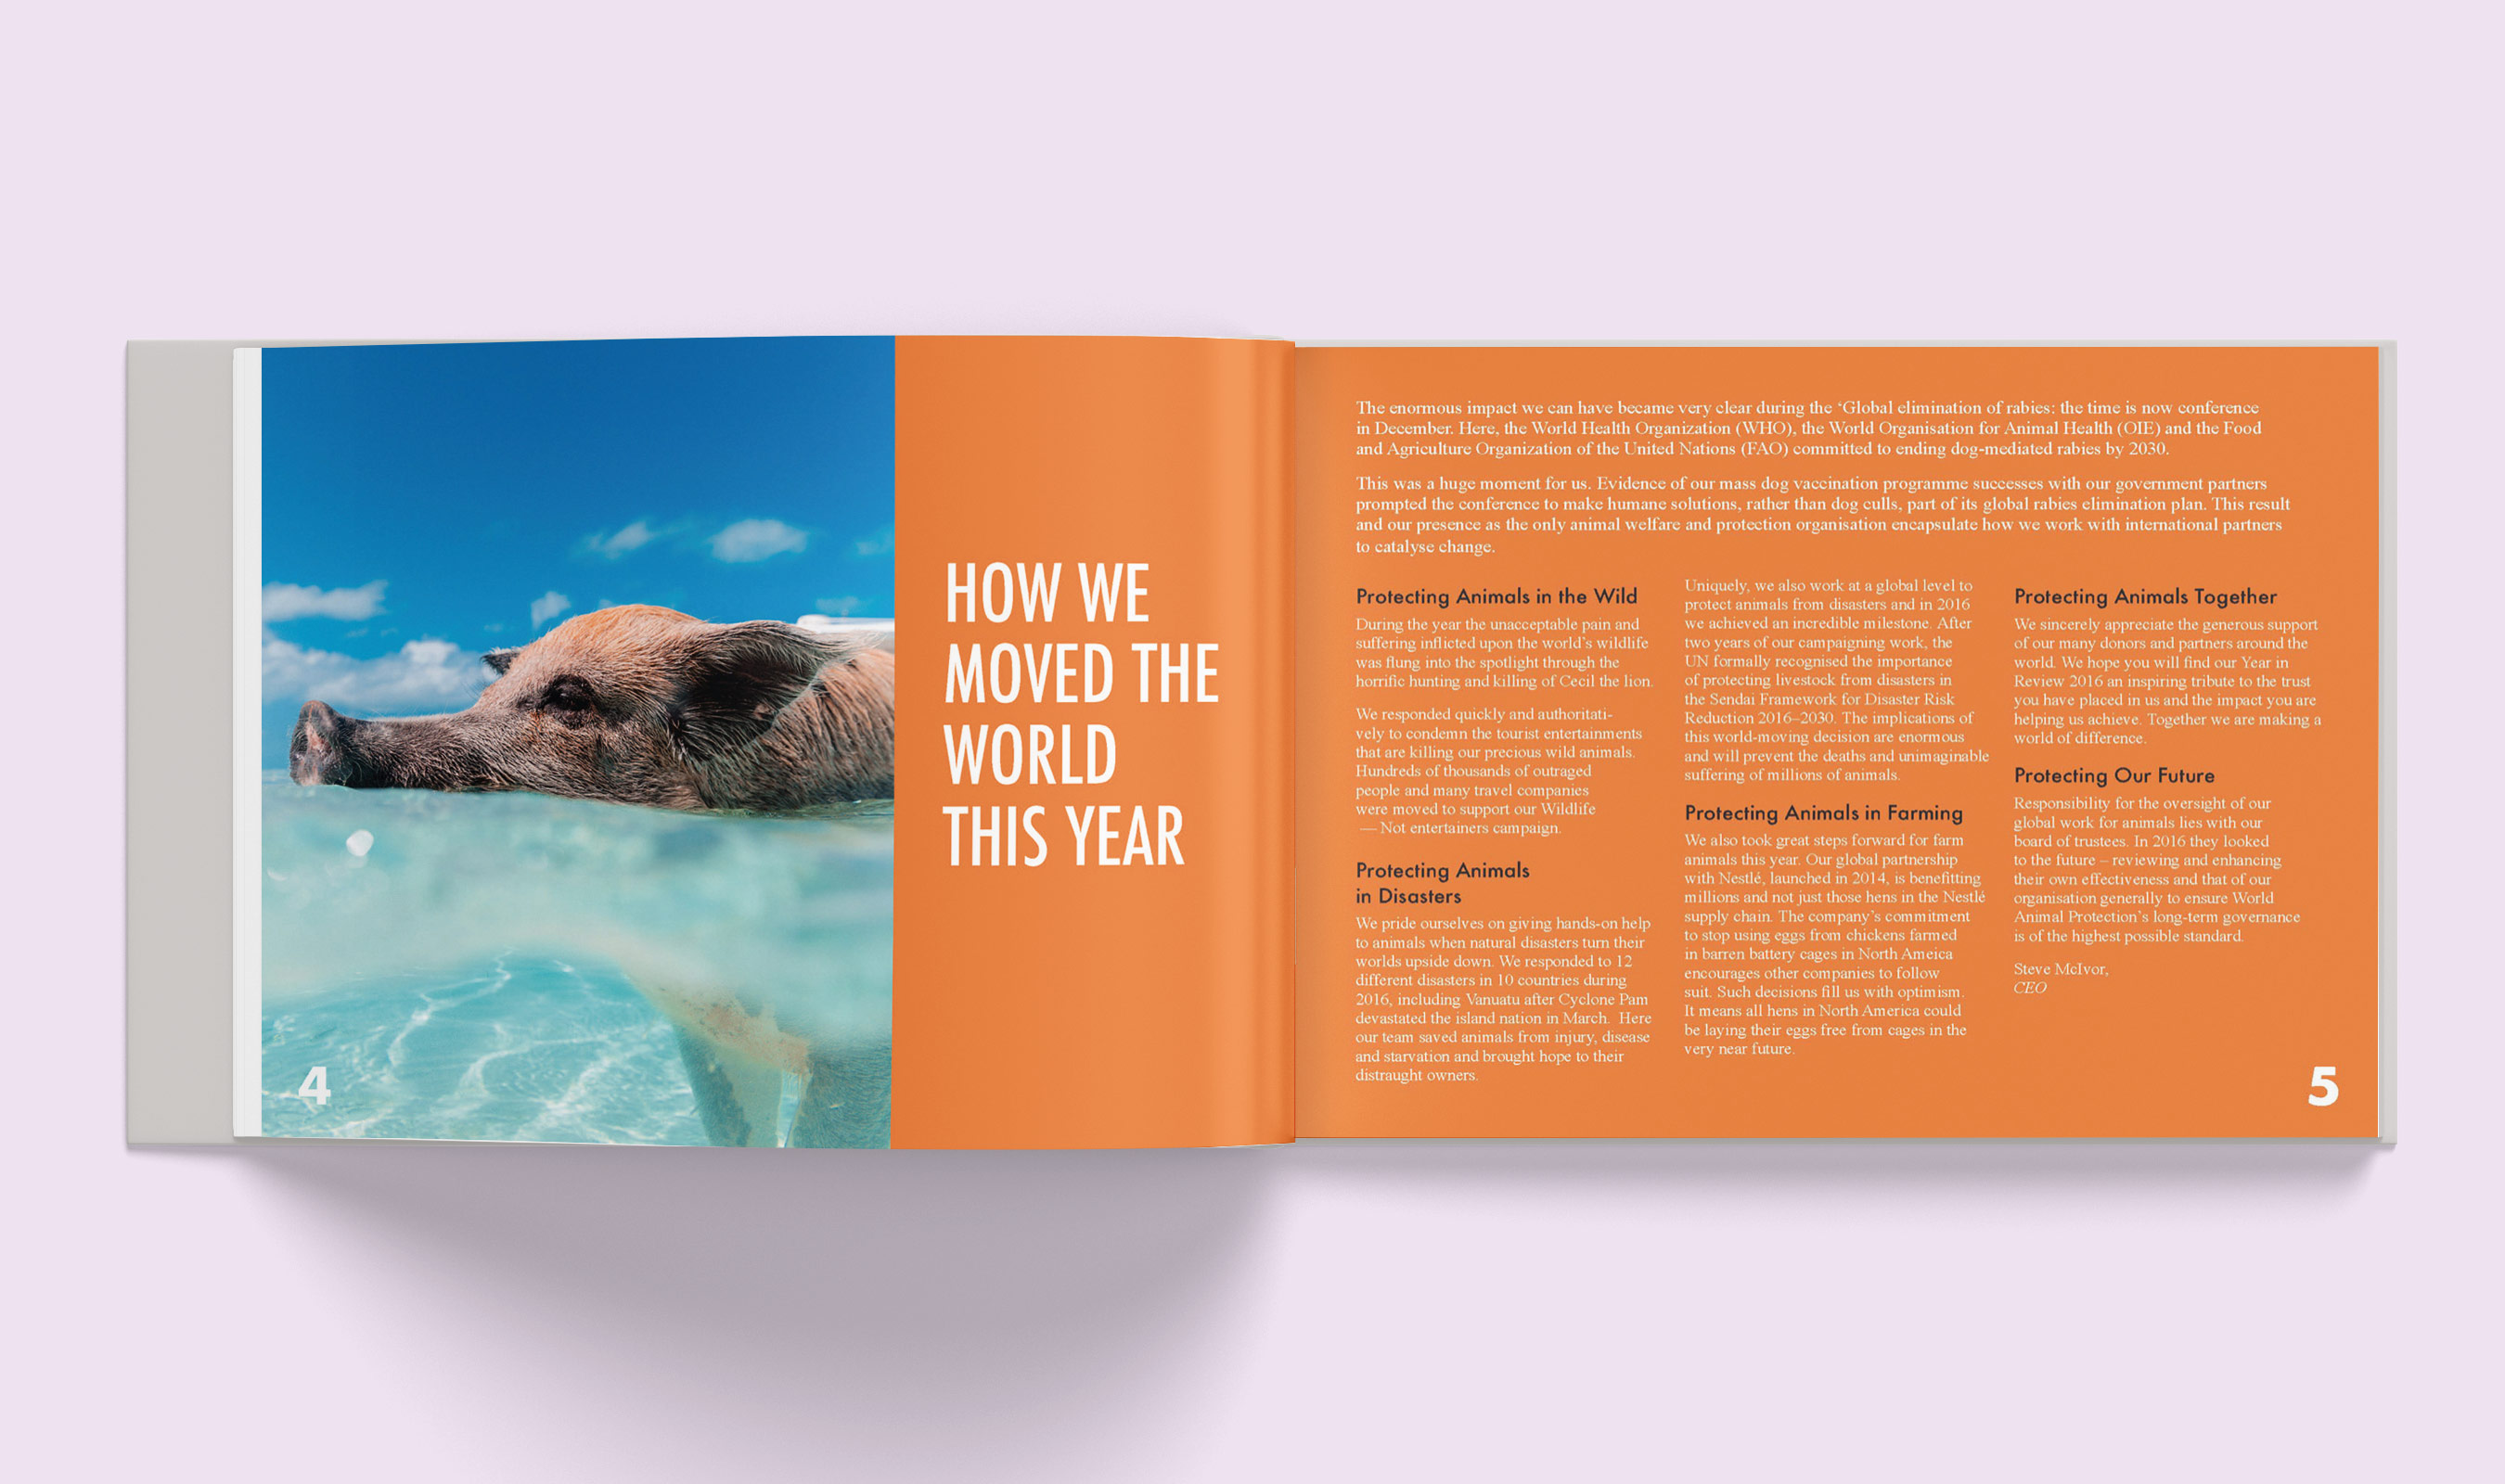 HOW WE
MOVED THE
WORLD
THIS YEAR
4
The enormous impact we can have became very clear during the ‘Global elimination of rabies: the time is now conference
in December. Here, the World Health Organization (WHO), the World Organisation for Animal Health (OIE) and the Food
and Agriculture Organization of the United Nations (FAO) committed to ending dog-mediated rabies by 2030.
This was a huge moment for us. Evidence of our mass dog vaccination programme successes with our government partners
prompted the conference to make humane solutions, rather than dog culls, part of its global rabies elimination plan. This result
and our presence as the only animal welfare and protection organisation encapsulate how we work with international partners
to catalyse change.
Protecting Animals in the Wild
During the year the unacceptable pain and
suffering inflicted upon the world’s wildlife
was flung into the spotlight through the
horrific hunting and killing of Cecil the lion.
We responded quickly and authoritati-
vely to condemn the tourist entertainments
that are killing our precious wild animals.
Hundreds of thousands of outraged
people and many travel companies
were moved to support our Wildlife
— Not entertainers campaign.
Protecting Animals
in Disasters
We pride ourselves on giving hands-on help
to animals when natural disasters turn their
worlds upside down. We responded to 12
different disasters in 10 countries during
2016, including Vanuatu after Cyclone Pam
devastated the island nation in March. Here
our team saved animals from injury, disease
and starvation and brought hope to their
distraught owners.
Uniquely, we also work at a global level to
protect animals from disasters and in 2016
we achieved an incredible milestone. After
two years of our campaigning work, the
UN formally recognised the importance
of protecting livestock from disasters in
the Sendai Framework for Disaster Risk
Reduction 2016–2030. The implications of
this world-moving decision are enormous
and will prevent the deaths and unimaginable
suffering of millions of animals.
Protecting Animals in Farming
We also took great steps forward for farm
animals this year. Our global partnership
with Nestlé, launched in 2014, is benefitting
millions and not just those hens in the Nestlé
supply chain. The company’s commitment
to stop using eggs from chickens farmed
in barren battery cages in North Ameica
encourages other companies to follow
suit. Such decisions fill us with optimism.
It means all hens in North America could
be laying their eggs free from cages in the
very near future.
Protecting Animals Together
We sincerely appreciate the generous support
of our many donors and partners around the
world. We hope you will find our Year in
Review 2016 an inspiring tribute to the trust
you have placed in us and the impact you are
helping us achieve. Together we are making a
world of difference.
Protecting Our Future
Responsibility for the oversight of our
global work for animals lies with our
board of trustees. In 2016 they looked
to the future – reviewing and enhancing
their own effectiveness and that of our
organisation generally to ensure World
Animal Protection’s long-term governance
is of the highest possible standard.
Steve McIvor,
CEO
5